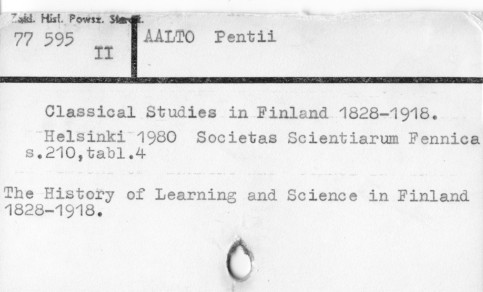 Zakł. Hist. Powsz. Staroż.
77 595
II
AALTO Pentii
Classical Studies in Finland 1828-1918.
Helsinki 1980 Societas Scientiarum Fennica
s.210,tabl.4
The History of Learning and Science in Finland
1828-1918.